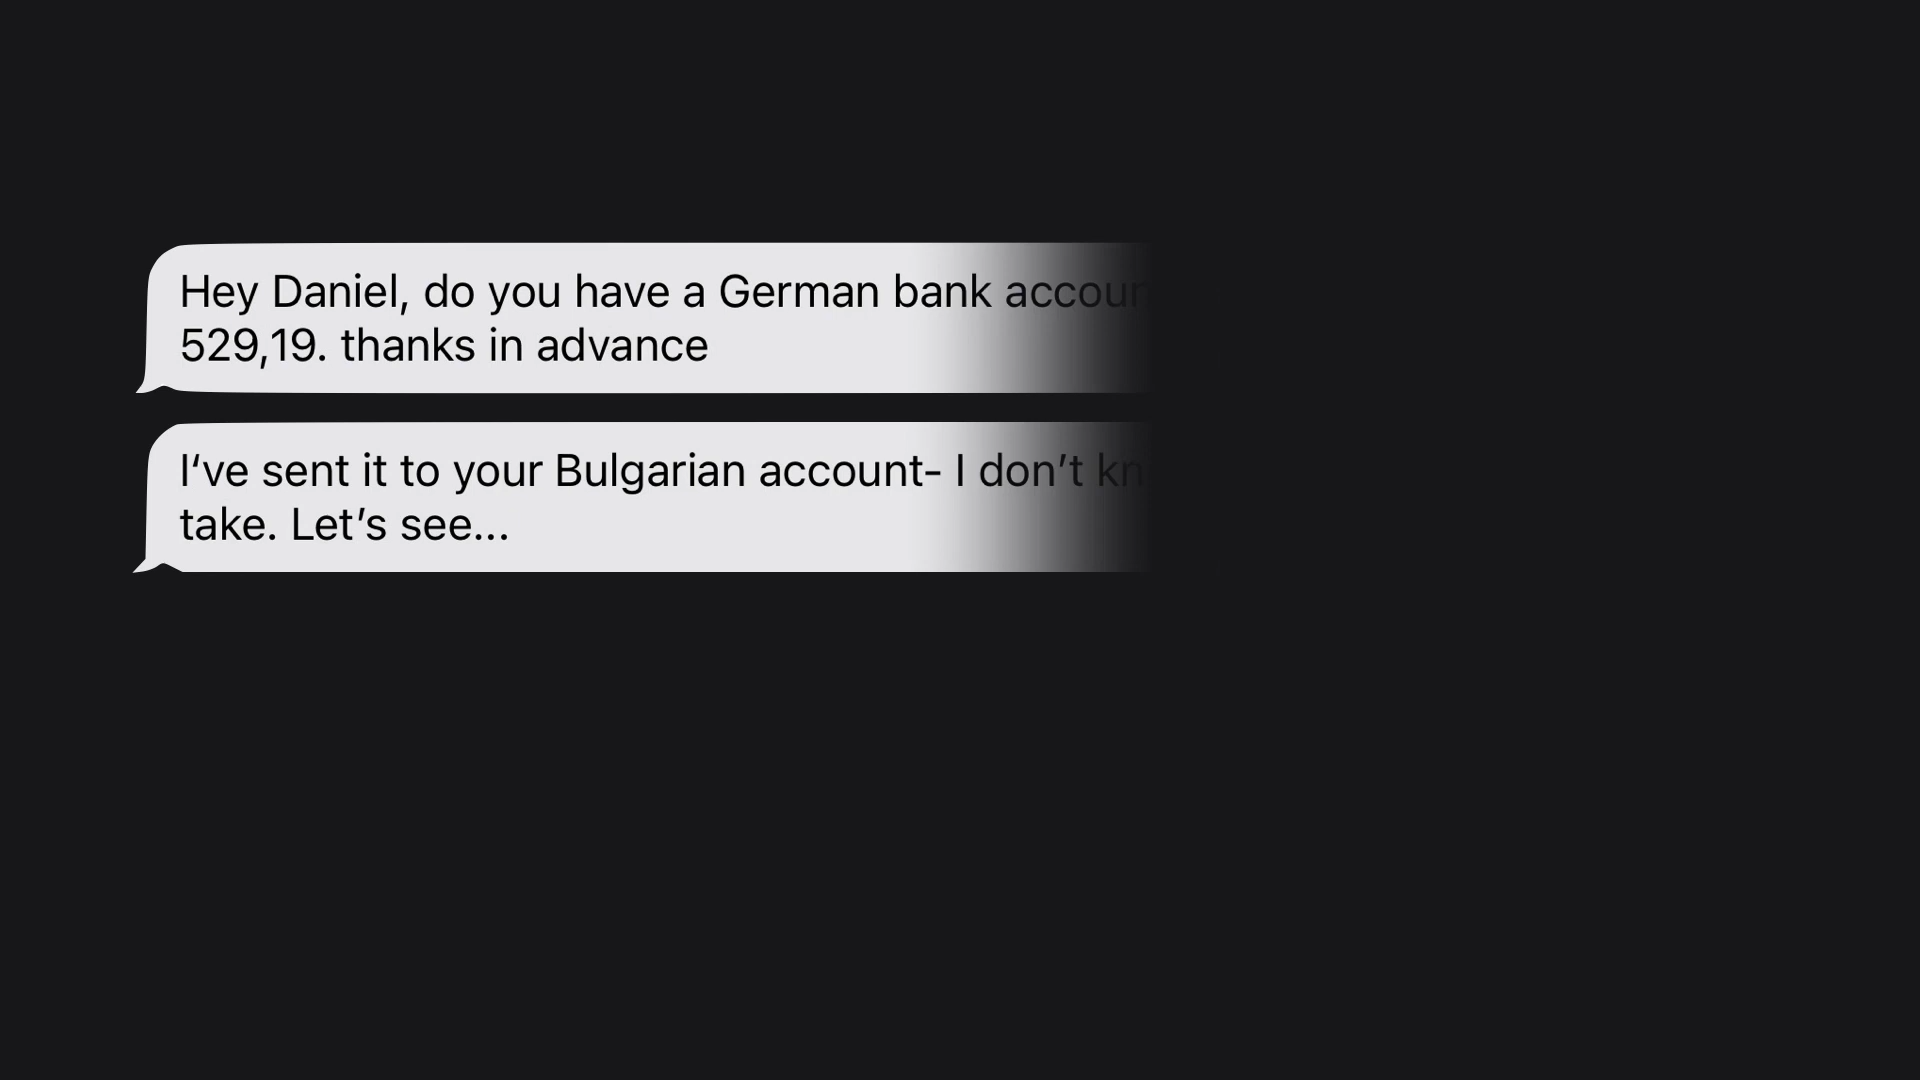 Hey Daniel, do you have a German bank
529,19. thanks in advance
I‘ve sent it to your Bulgarian account- I don’t
take. Let’s see...